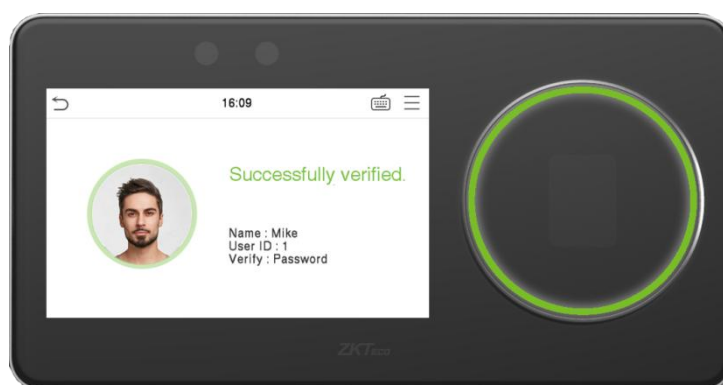 16:09
Successfully verified.
Name : Mike
User ID : 1
Verify : Password
ZKTeco